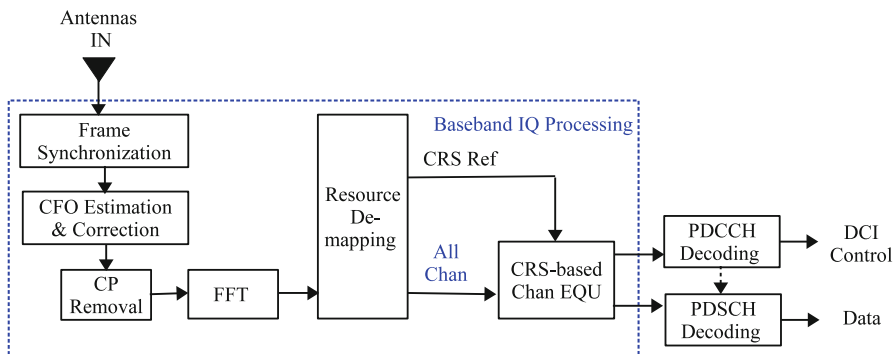 Antennas
IN
Baseband IQ Processing
Frame
Synchronization
CFO Estimation
& Correction
CP
Removal
FFT
Resource
De-
mapping
CRS Ref
All
Chan
CRS-based
Chan EQU
PDCCH
Decoding
DCI
Control
PDSCH
Decoding
Data